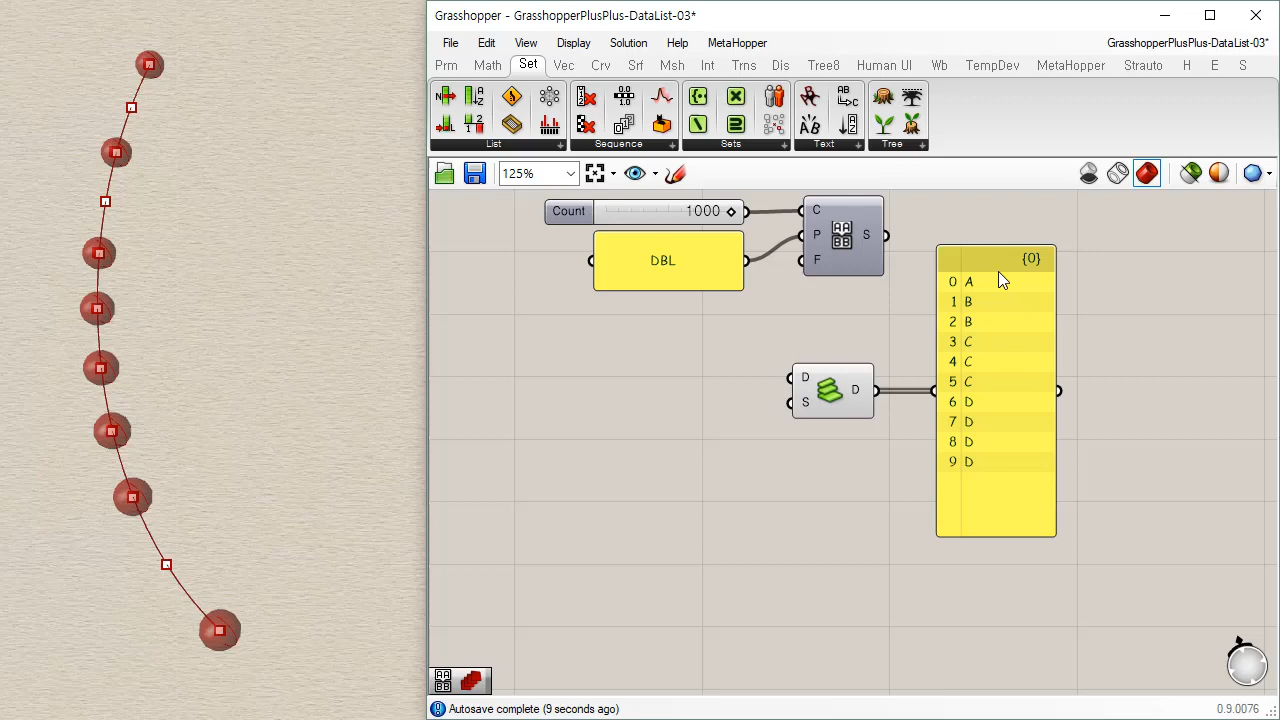 Grasshopper - GrasshopperPlusPlus-DataList-03*
File Edit View Display Solution Help MetaHopper GrasshopperPlusPlus-DataList-03*
Prm Math Set Vec Crv Srf Msh Int Trns Dis Tree8 Human UI Wb TempDev MetaHopper Strauto H E S
List Sequence Sets Text Tree
125%
Count 1000
DBL
C
P S
F
{0}
0 A
1 B
2 B
3 C
4 C
5 C
6 D
7 D
8 D
9 D
D
S D
Autosave complete (9 seconds ago) 0.9.0076